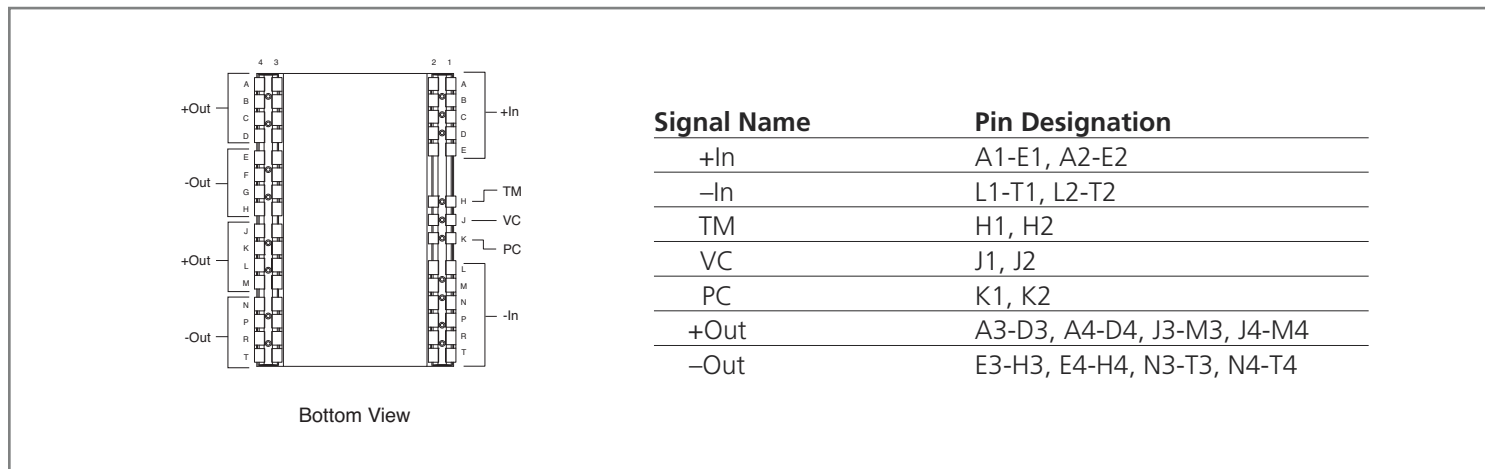 4 3
2 1
A
B
C
D
E
F
G
H
J
K
L
M
N
P
R
T
+Out
-Out
+Out
-Out
A
B
C
D
E
H
J
K
L
M
N
P
R
T
+In
TM
VC
PC
-In
Bottom View
Signal Name Pin Designation
+In A1-E1, A2-E2
–In L1-T1, L2-T2
TM H1, H2
VC J1, J2
PC K1, K2
+Out A3-D3, A4-D4, J3-M3, J4-M4
–Out E3-H3, E4-H4, N3-T3, N4-T4